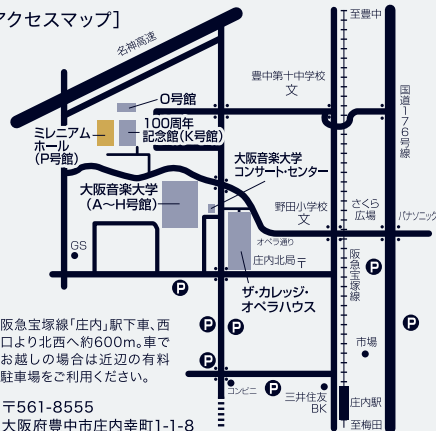 アクセスマップ]
至豊中
名神高速
豊中第十中学校
文
国道176号線
O号館
100周年
記念館(K号館)
ミレニアム
ホール
(P号館)
大阪音楽大学
コンサート・センター
大阪音楽大学
(A〜H号館)
野田小学校
文
さくら
広場
パナソニック
オペラ通り
GS
庄内北局〒
阪急宝塚線
P
P
ザ・カレッジ・
オペラハウス
P
P
P
阪急宝塚線「庄内」駅下車、西
口より北西へ約600m。車で
お越しの場合は近辺の有料
駐車場をご利用ください。
市場
P
コンビニ
P
三井住友
BK
庄内駅
〒561-8555
大阪府豊中市庄内幸町1-1-8
至梅田